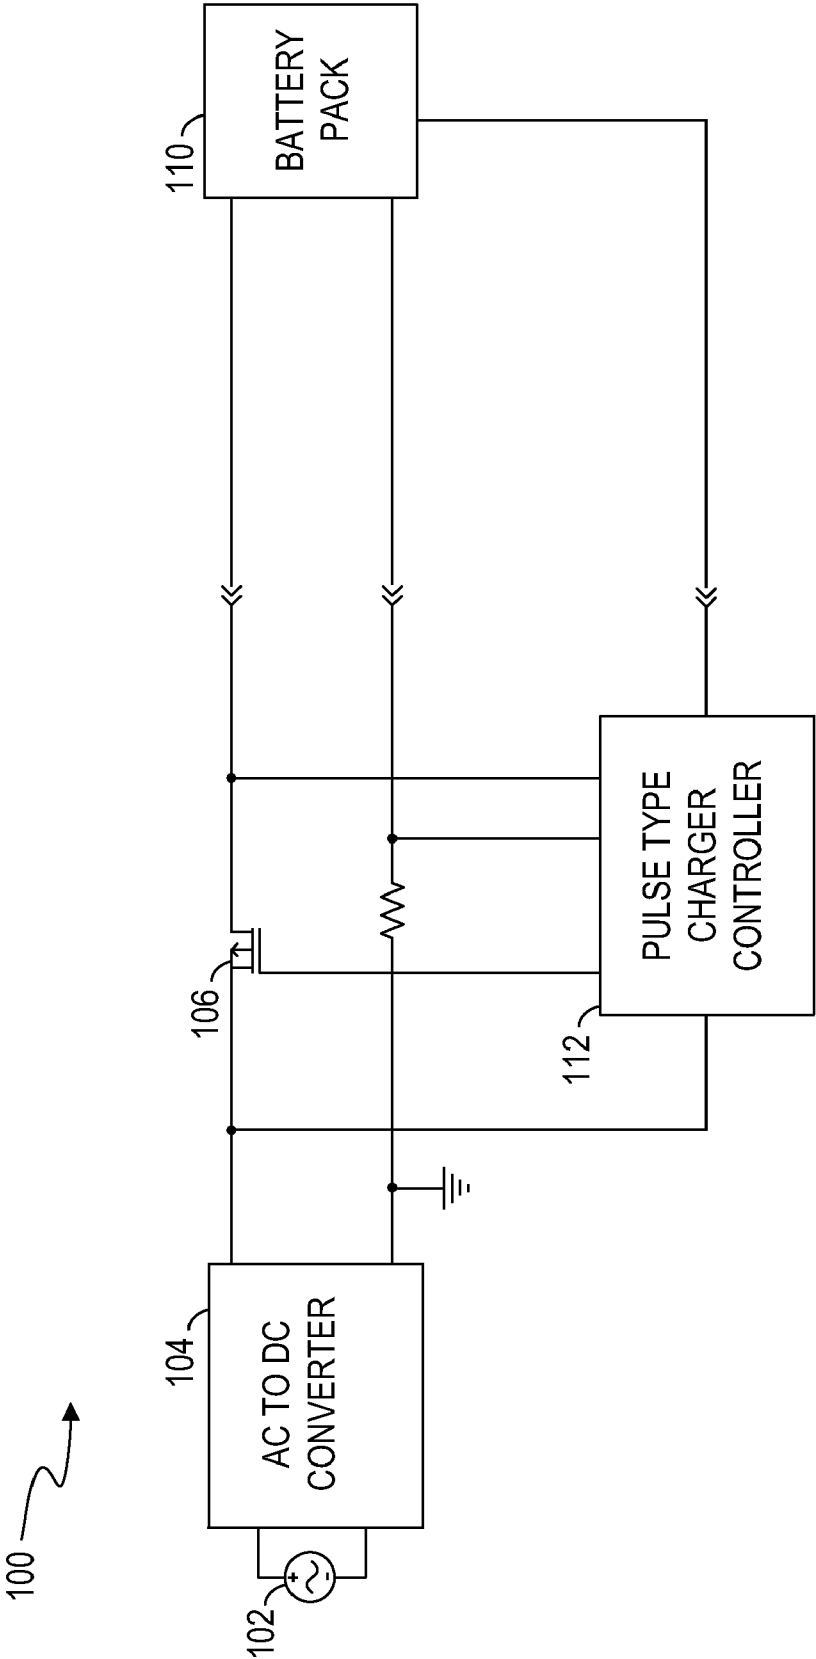 100
102
104
AC TO DC
CONVERTER
106
112
PULSE TYPE
CHARGER
CONTROLLER
110
BATTERY
PACK